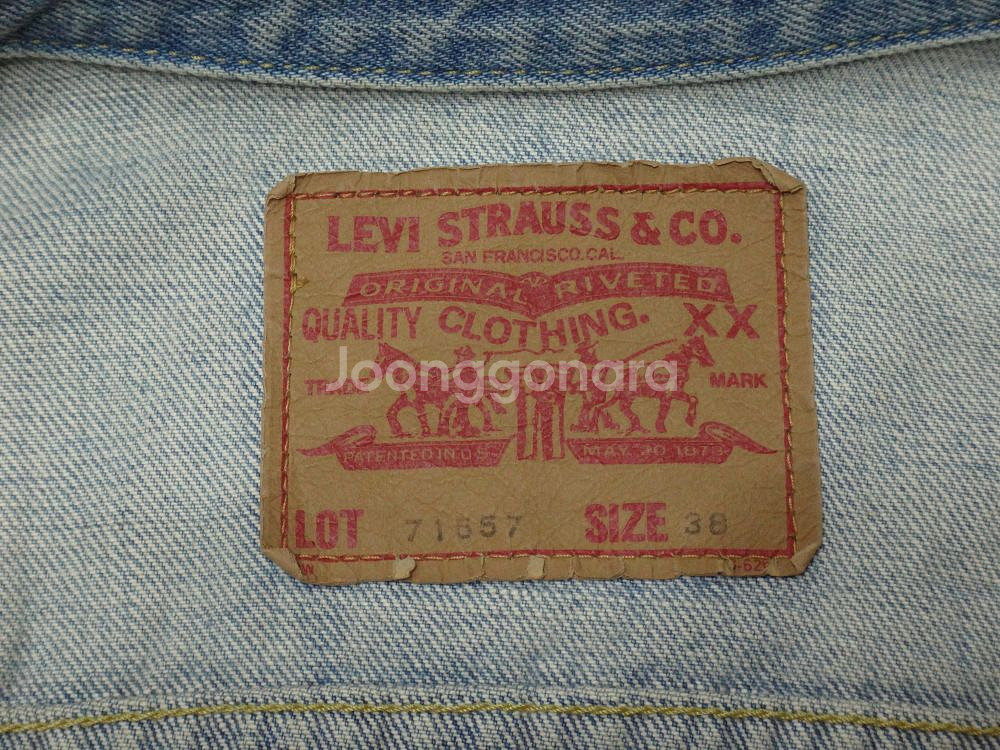 LEVI STRAUSS & CO.
SAN FRANCISCO.CAL.
ORIGINAL RIVETED
QUALITY CLOTHING. XX
Joonggonara
TRADE MARK
PATENTED IN U.S. MAY 20 1873
LOT 71557 SIZE 38
W